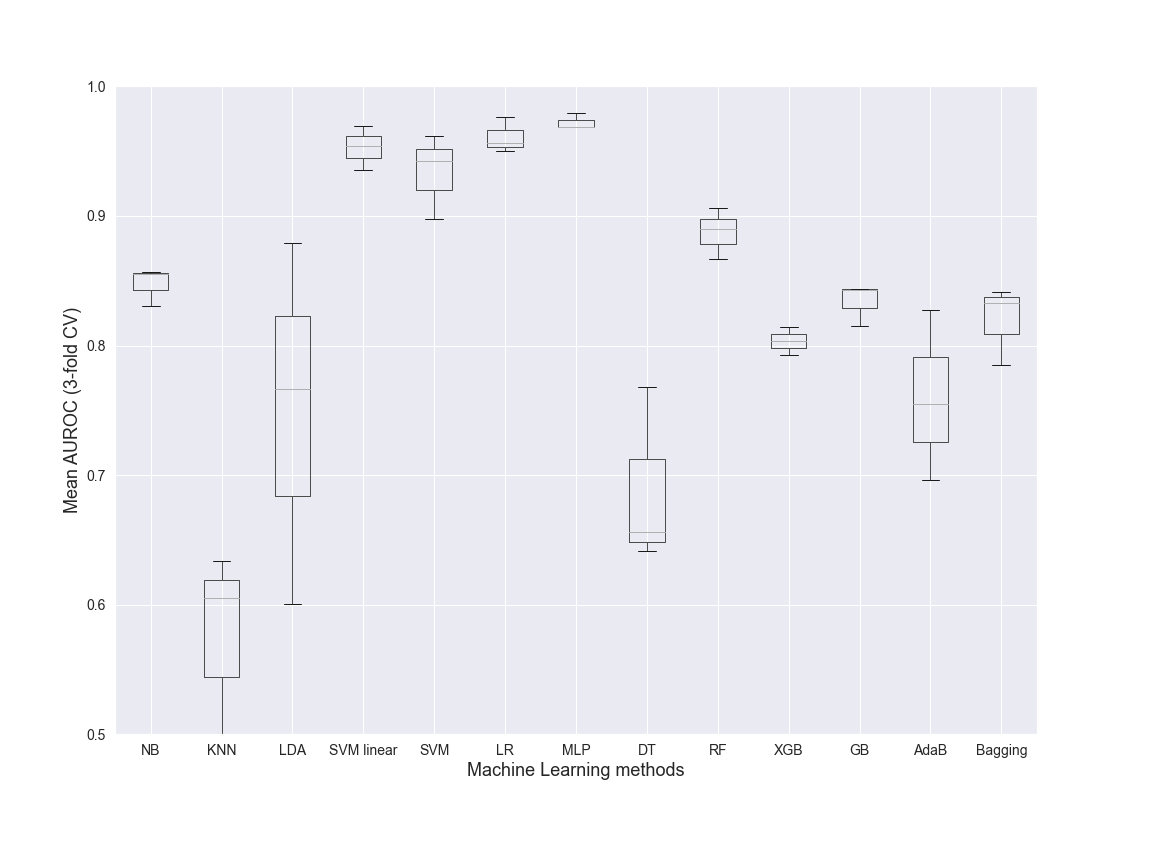 1.0
0.9
0.8
0.7
0.6
0.5
Mean AUROC (3-fold CV)
NB KNN LDA SVM linear SVM LR MLP DT RF XGB GB AdaB Bagging
Machine Learning methods